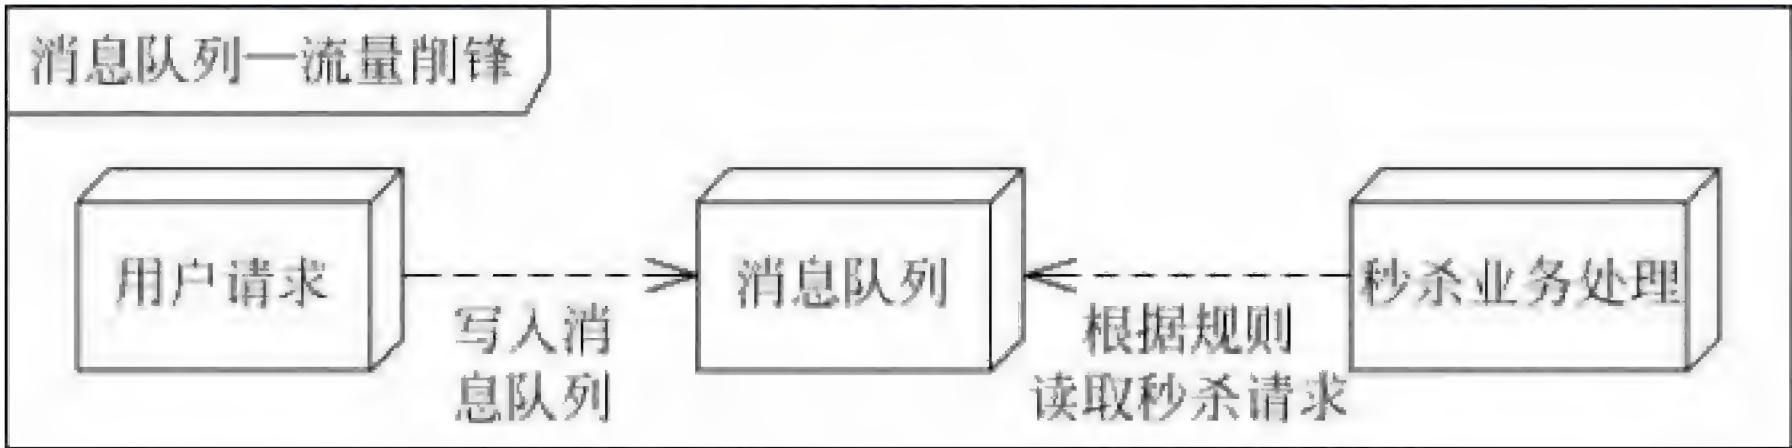 消息队列—流量削锋
用户请求
写入消
息队列
消息队列
根据规则
读取秒杀请求
秒杀业务处理